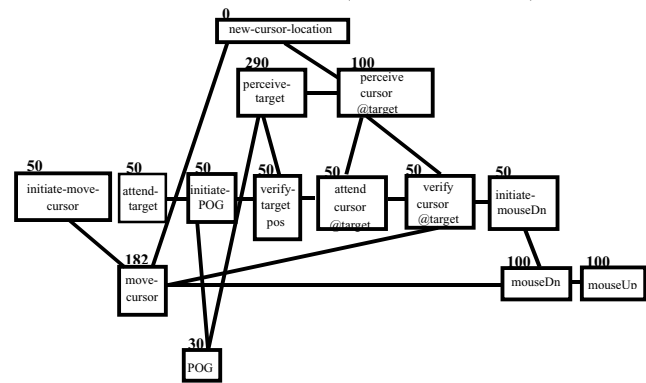 0
new-cursor-location
290
perceive-
target
100
perceive
cursor
@target
50
initiate-move-
cursor
50
attend-
target
50
initiate-
POG
50
verify-
target
pos
50
attend
cursor
@target
50
verify
cursor
@target
50
initiate-
mouseDn
182
move-
cursor
100
mouseDn
100
mouseUp
30
POG